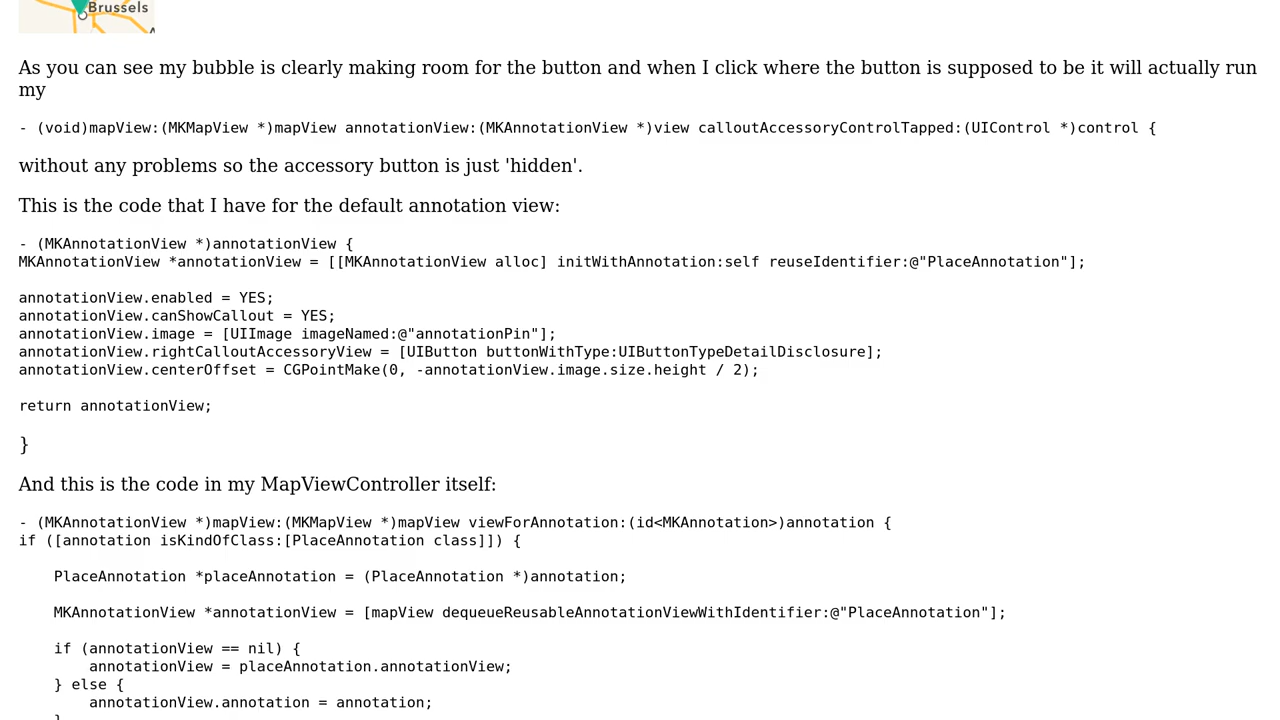 Brussels
As you can see my bubble is clearly making room for the button and when I click where the button is supposed to be it will actually run
my
- (void)mapView:(MKMapView *)mapView annotationView:(MKAnnotationView *)view calloutAccessoryControlTapped:(UIControl *)control {
without any problems so the accessory button is just 'hidden'.
This is the code that I have for the default annotation view:
- (MKAnnotationView *)annotationView {
MKAnnotationView *annotationView = [[MKAnnotationView alloc] initWithAnnotation:self reuseIdentifier:@"PlaceAnnotation"];
annotationView.enabled = YES;
annotationView.canShowCallout = YES;
annotationView.image = [UIImage imageNamed:@"annotationPin"];
annotationView.rightCalloutAccessoryView = [UIButton buttonWithType:UIButtonTypeDetailDisclosure];
annotationView.centerOffset = CGPointMake(0, -annotationView.image.size.height / 2);
return annotationView;
}
And this is the code in my MapViewController itself:
- (MKAnnotationView *)mapView:(MKMapView *)mapView viewForAnnotation:(id<MKAnnotation>)annotation {
if ([annotation isKindOfClass:[PlaceAnnotation class]]) {
    PlaceAnnotation *placeAnnotation = (PlaceAnnotation *)annotation;
    MKAnnotationView *annotationView = [mapView dequeueReusableAnnotationViewWithIdentifier:@"PlaceAnnotation"];
    if (annotationView == nil) {
        annotationView = placeAnnotation.annotationView;
    } else {
        annotationView.annotation = annotation;
    }